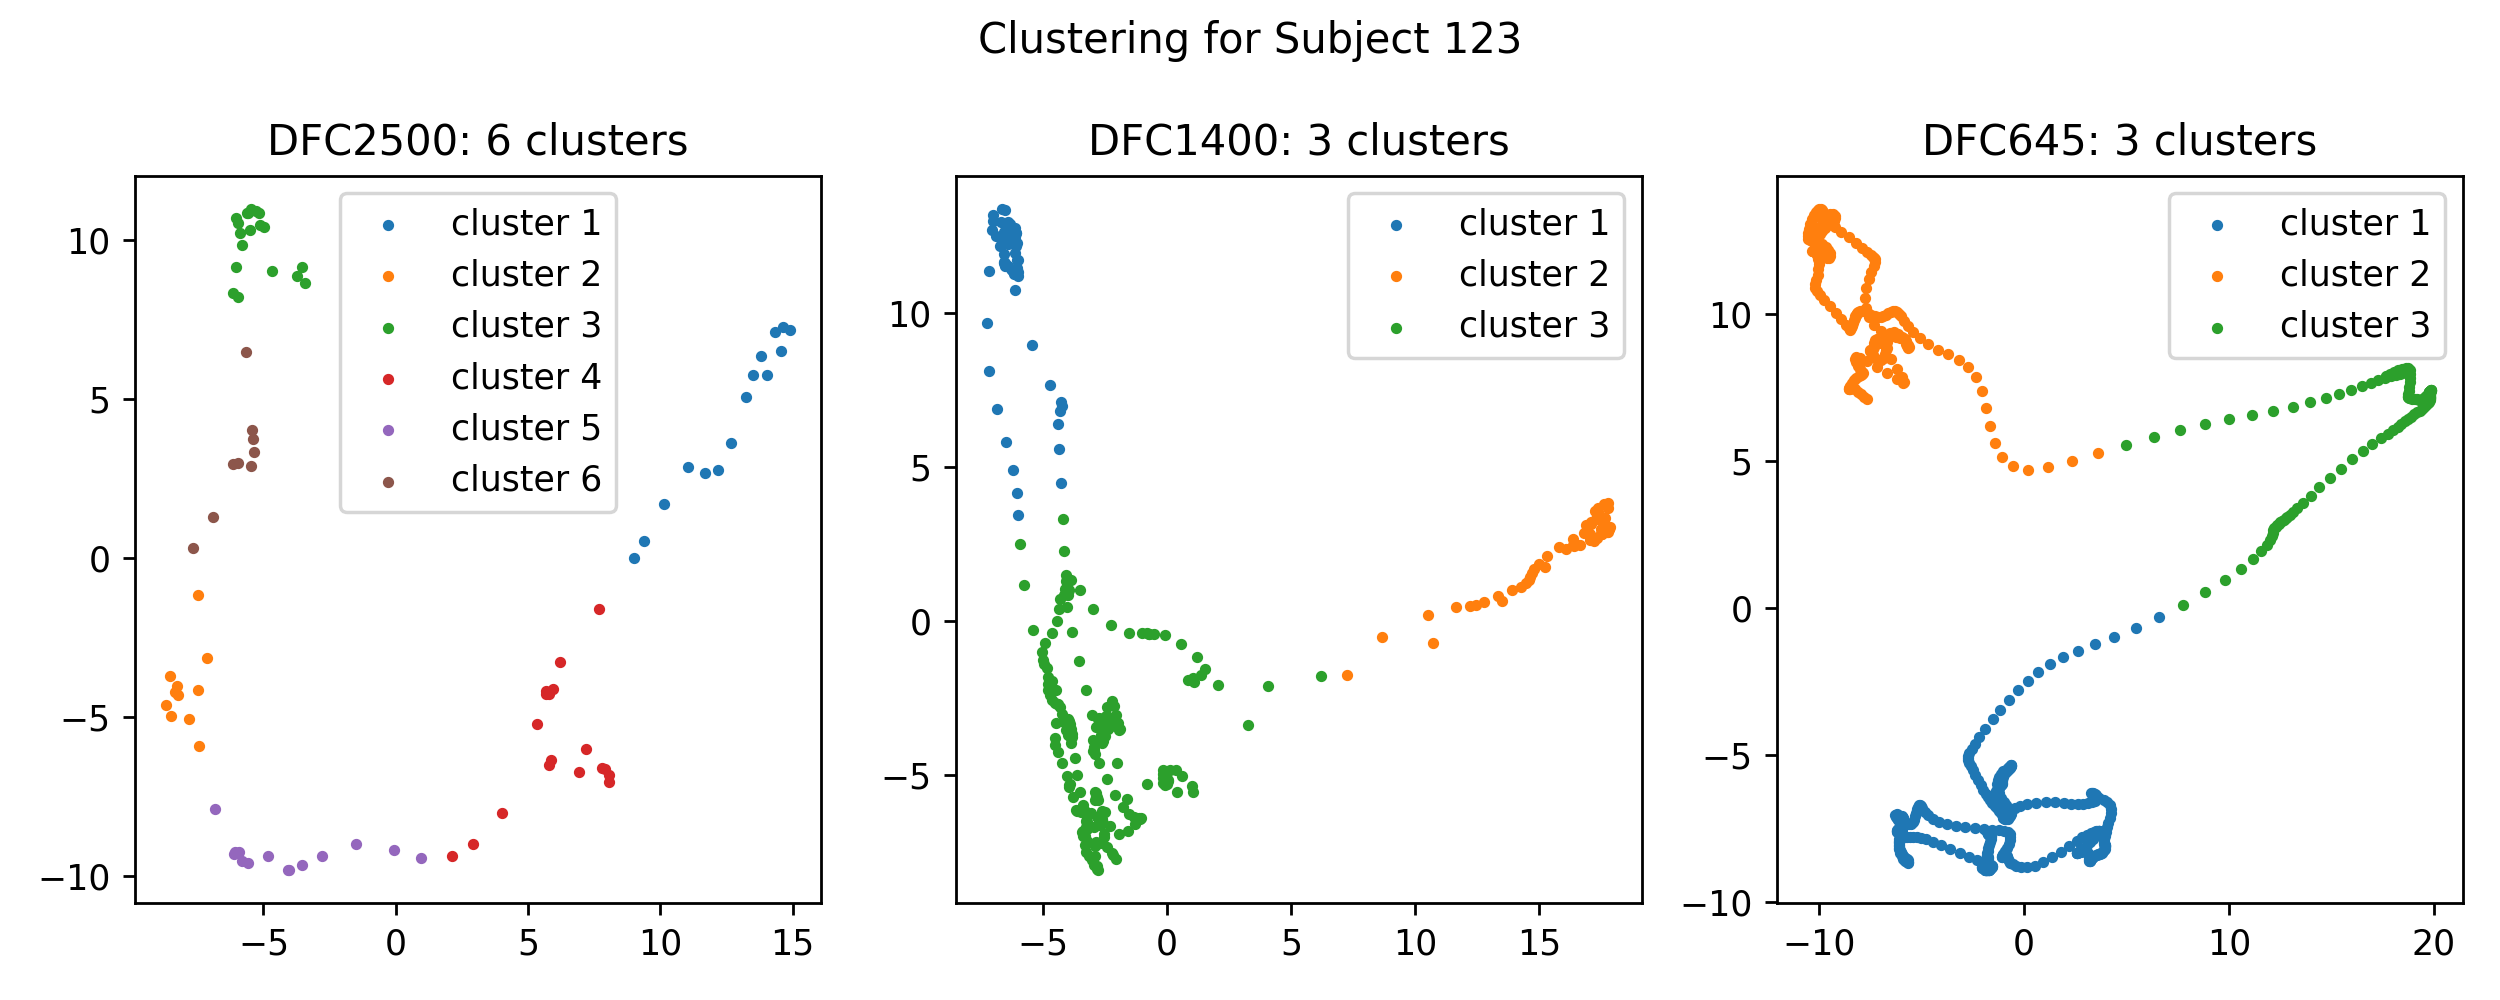 Clustering for Subject 123
DFC2500: 6 clusters
cluster 1
cluster 2
cluster 3
cluster 4
cluster 5
cluster 6
10
5
0
−5
−10
−5
0
5
10
15
DFC1400: 3 clusters
cluster 1
cluster 2
cluster 3
10
5
0
−5
−5
0
5
10
15
DFC645: 3 clusters
cluster 1
cluster 2
cluster 3
10
5
0
−5
−10
−10
0
10
20